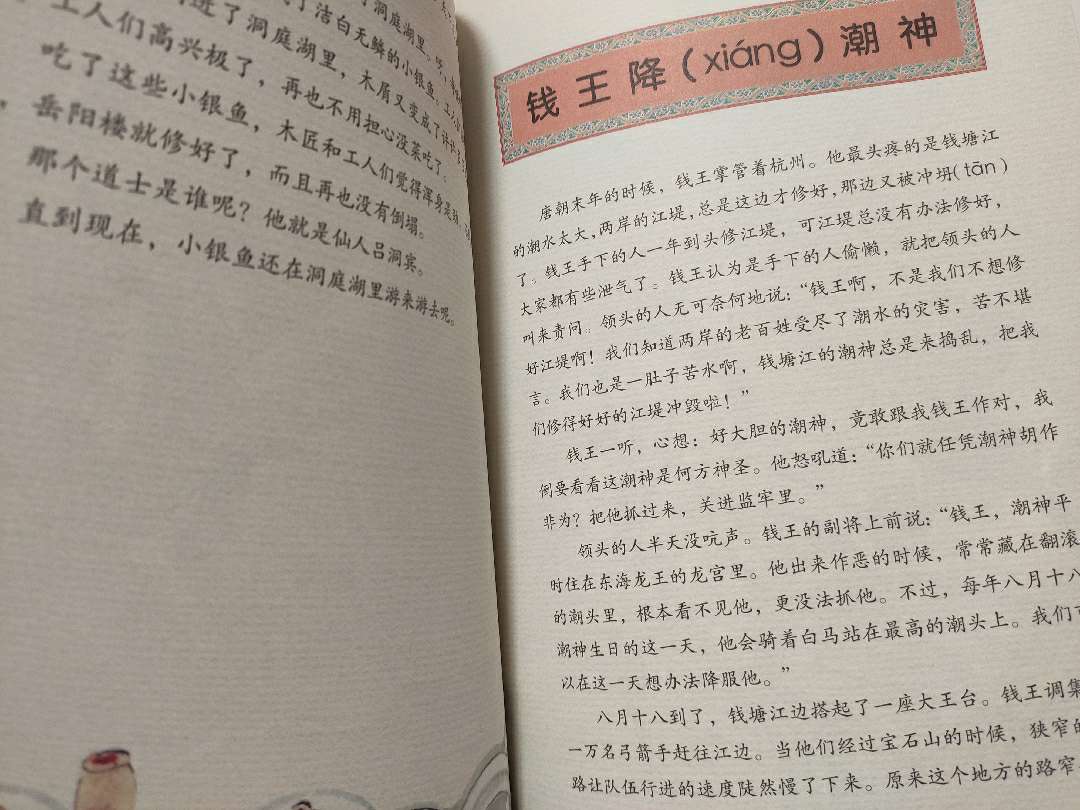 了洁白无鳞的小银鱼。工人
进了洞庭湖里，木屑又变成了许
工人们高兴极了，再也不用担心没菜吃了。
吃了这些小银鱼，木匠和工人们觉得浑身是
岳阳楼就修好了，而且再也没有倒塌。
那个道士是谁呢？他就是仙人吕洞宾。
直到现在，小银鱼还在洞庭湖里游来游去呢。
钱王降(xiáng)潮神
唐朝末年的时候，钱王掌管着杭州。他最头疼的是钱塘江
的潮水太大，两岸的江堤，总是这边才修好，那边又被冲坍(tān)
了。钱王手下的人一年到头修江堤，可江堤总没有办法修好，
大家都有些泄气了。钱王认为是手下的人偷懒，就把领头的人
叫来责问。领头的人无可奈何地说：“钱王啊，不是我们不想修
好江堤啊！我们知道两岸的老百姓受尽了潮水的灾害，苦不堪
言。我们也是一肚子苦水啊，钱塘江的潮神总是来捣乱，把我
们修得好好的江堤冲毁啦！”
钱王一听，心想：好大胆的潮神，竟敢跟我钱王作对，我
倒要看看这潮神是何方神圣。他怒吼道：“你们就任凭潮神胡作
非为？把他抓过来，关进监牢里。”
领头的人半天没吭声。钱王的副将上前说：“钱王，潮神平
时住在东海龙王的龙宫里。他出来作恶的时候，常常藏在翻滚
的潮头里，根本看不见他，更没法抓他。不过，每年八月十八
潮神生日的这一天，他会骑着白马站在最高的潮头上。我们可
以在这一天想办法降服他。”
八月十八到了，钱塘江边搭起了一座大王台。钱王调集
一万名弓箭手赶往江边。当他们经过宝石山的时候，狭窄的
路让队伍行进的速度陡然慢了下来。原来这个地方的路窄